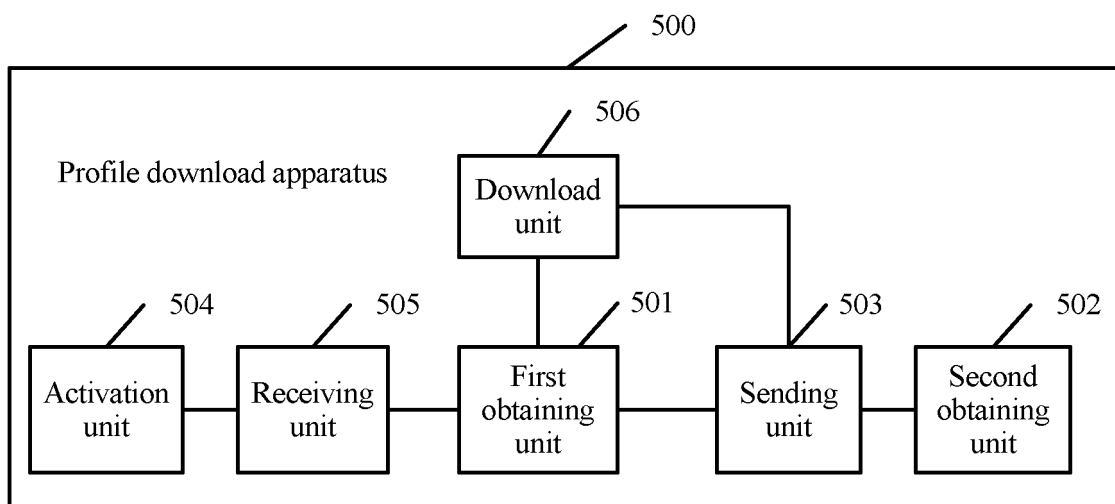 500
506
Profile download apparatus
Download
unit
504
505
501
503
502
Activation
unit
Receiving
unit
First
obtaining
unit
Sending
unit
Second
obtaining
unit